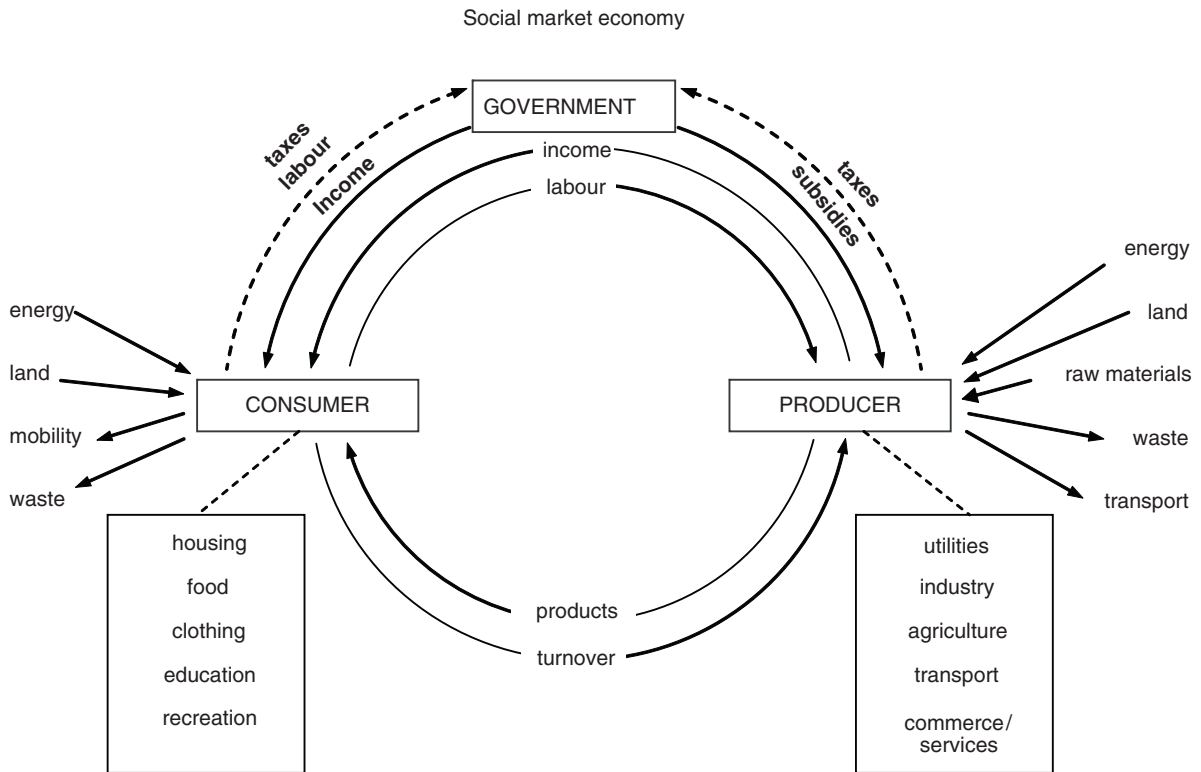 Social market economy
GOVERNMENT
taxes
labour
Income
income
labour
taxes
subsidies
energy
land
mobility
waste
CONSUMER
PRODUCER
energy
land
raw materials
waste
transport
housing
food
clothing
education
recreation
products
turnover
utilities
industry
agriculture
transport
commerce/
services